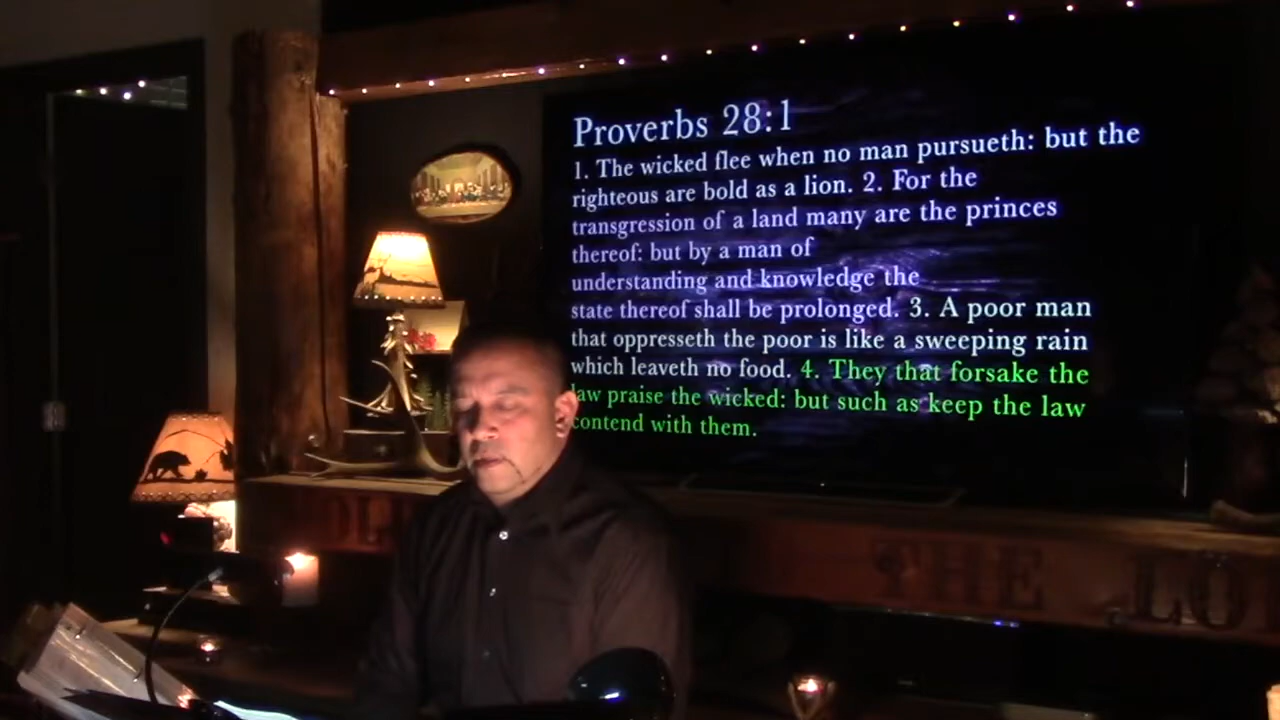 Proverbs 28:1
1. The wicked flee when no man pursueth: but the
righteous are bold as a lion. 2. For the
transgression of a land many are the princes
thereof: but by a man of
understanding and knowledge the
state thereof shall be prolonged. 3. A poor man
that oppresseth the poor is like a sweeping rain
which leaveth no food. 4. They that forsake the
law praise the wicked: but such as keep the law
contend with them.
THE